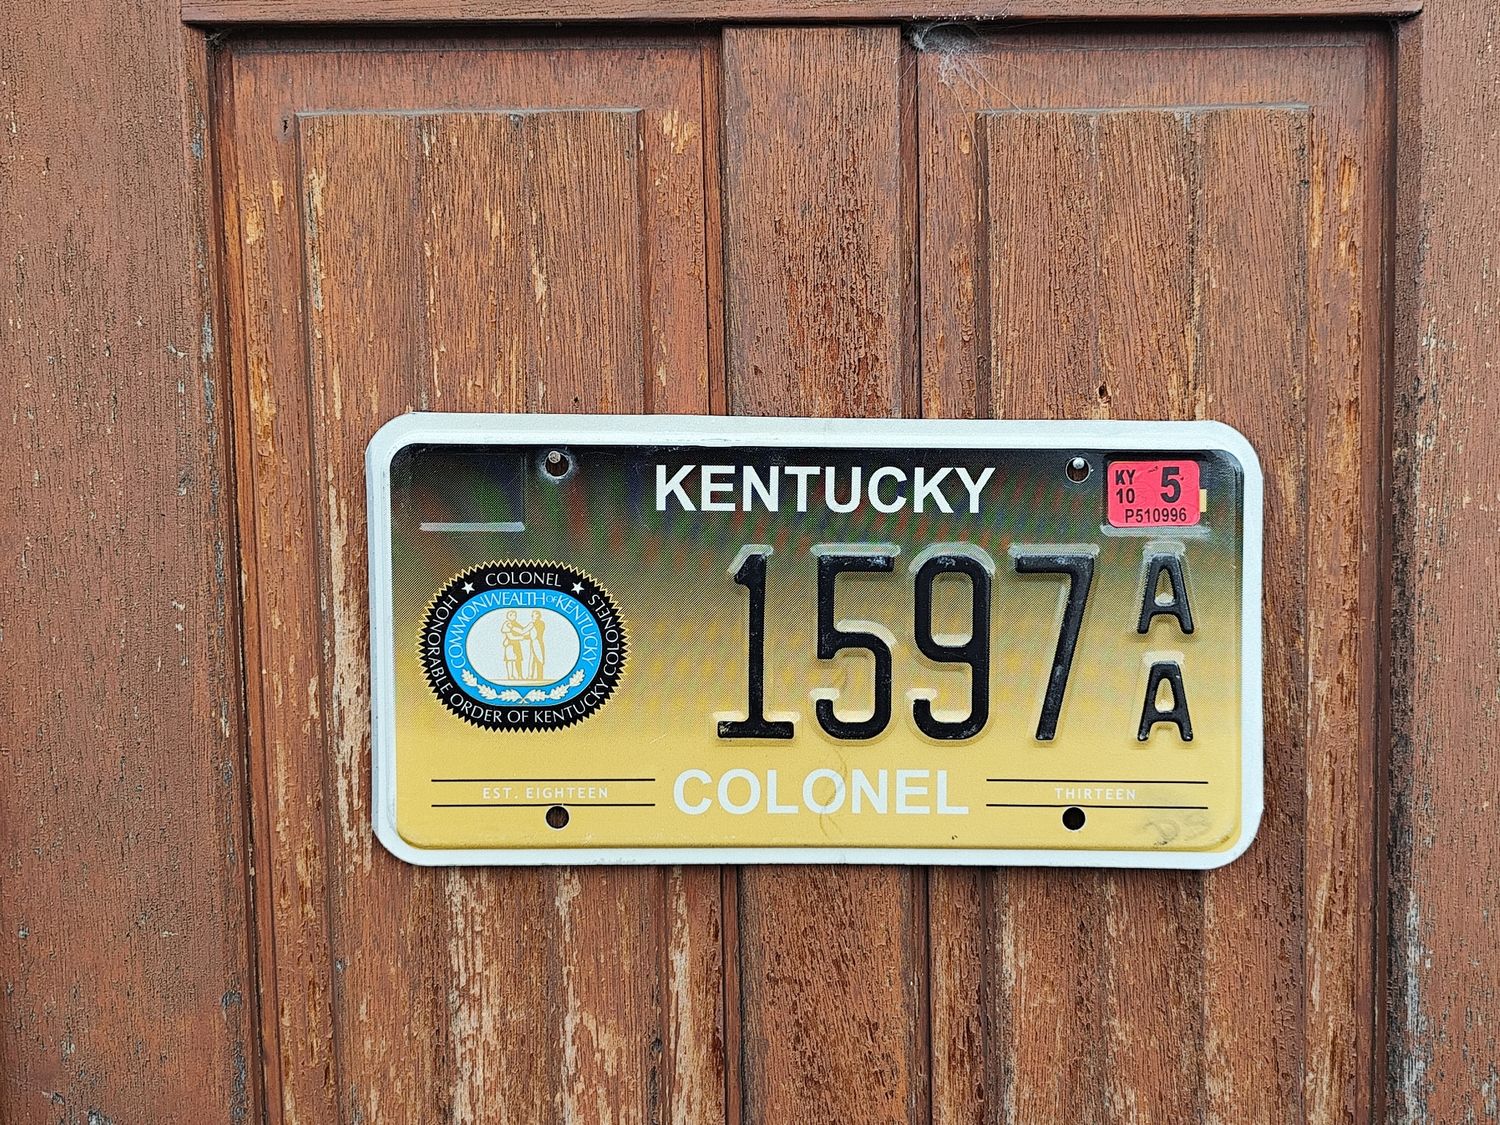 KENTUCKY
KY 5
10
P510996
COLONEL
HONORABLE ORDER OF KENTUCKY COLONELS
COMMONWEALTH OF KENTUCKY
1597 AA
EST. EIGHTEEN COLONEL THIRTEEN